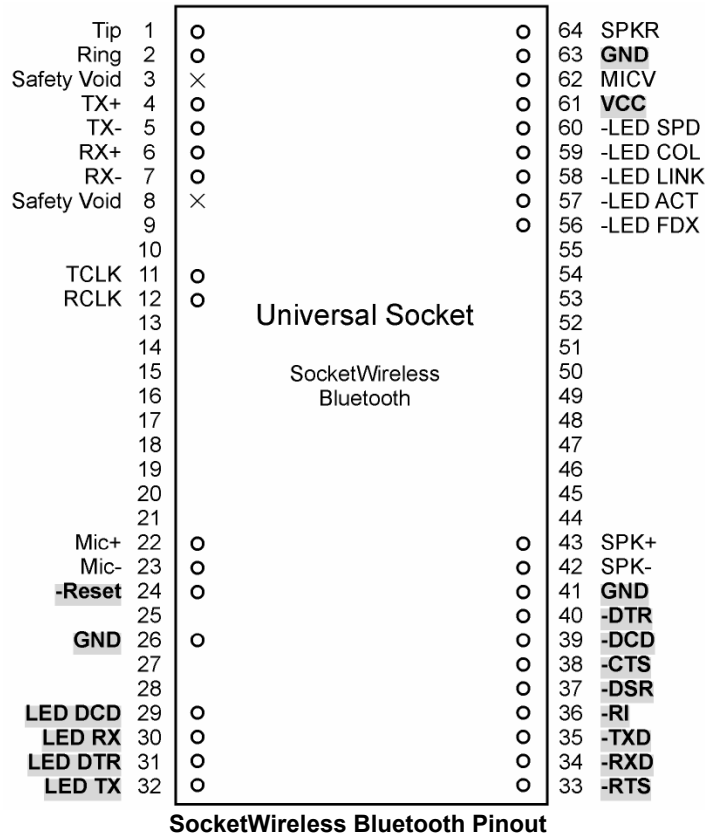 Tip 1 64 SPKR
Ring 2 63 GND
Safety Void 3 62 MICV
TX+ 4 61 VCC
TX- 5 60 -LED SPD
RX+ 6 59 -LED COL
RX- 7 58 -LED LINK
Safety Void 8 57 -LED ACT
9 56 -LED FDX
10 55
TCLK 11 54
RCLK 12 53
Universal Socket
13 52
14 51
15 50
SocketWireless
16 49
Bluetooth
17 48
18 47
19 46
20 45
21 44
Mic+ 22 43 SPK+
Mic- 23 42 SPK-
-Reset 24 41 GND
25 40 -DTR
GND 26 39 -DCD
27 38 -CTS
28 37 -DSR
LED DCD 29 36 -RI
LED RX 30 35 -TXD
LED DTR 31 34 -RXD
LED TX 32 33 -RTS
SocketWireless Bluetooth Pinout